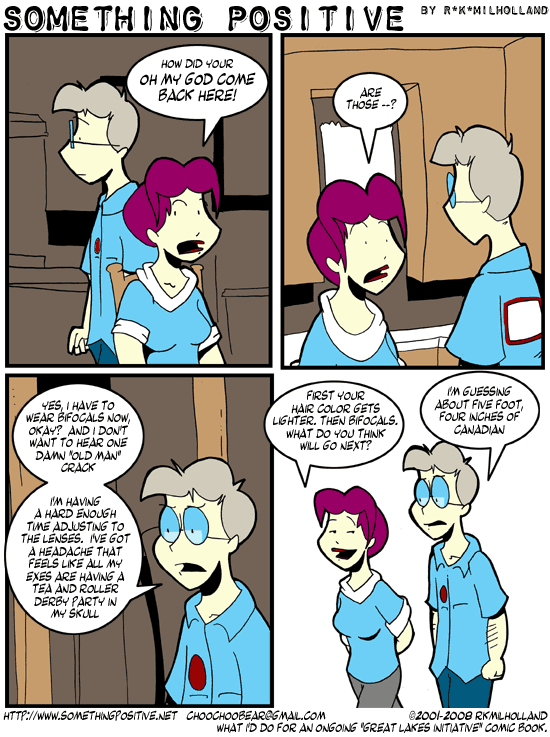 SOMETHING POSITIVE BY R*K*MILHOLLAND
HOW DID YOUR
OH MY GOD COME
BACK HERE!
ARE
THOSE --?
YES, I HAVE TO
WEAR BIFOCALS NOW,
OKAY? AND I DON'T
WANT TO HEAR ONE
DAMN "OLD MAN"
CRACK
I'M HAVING
A HARD ENOUGH
TIME ADJUSTING TO
THE LENSES. I'VE GOT
A HEADACHE THAT
FEELS LIKE ALL MY
EXES ARE HAVING A
TEA AND ROLLER
DERBY PARTY IN
MY SKULL
FIRST YOUR
HAIR COLOR GETS
LIGHTER. THEN BIFOCALS.
WHAT DO YOU THINK
WILL GO NEXT?
I'M GUESSING
ABOUT FIVE FOOT,
FOUR INCHES OF
CANADIAN
HTTP://WWW.SOMETHINGPOSITIVE.NET CHOOCHOOBEAR@GMAIL.COM ©2001-2008 RKMILHOLLAND
WHAT I'D DO FOR AN ONGOING "GREAT LAKES INITIATIVE" COMIC BOOK.